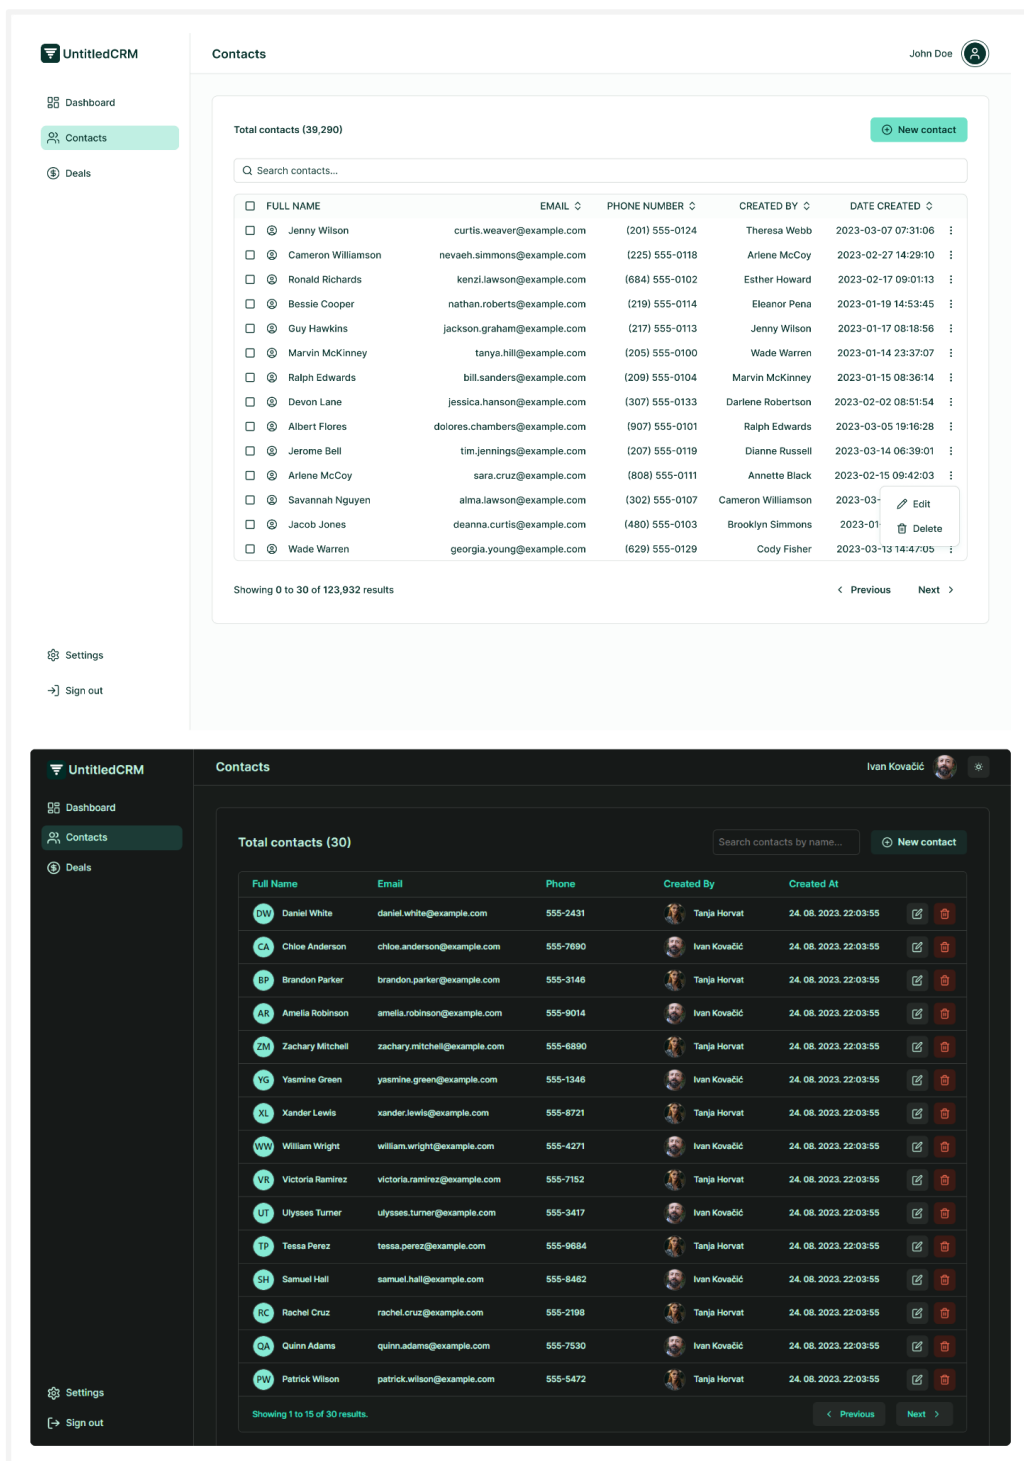 UntitledCRM
Contacts
John Doe
Dashboard
Contacts
Deals
Total contacts (39,290)
New contact
Search contacts...
FULL NAME EMAIL PHONE NUMBER CREATED BY DATE CREATED
Jenny Wilson curtis.weaver@example.com (201) 555-0124 Theresa Webb 2023-03-07 07:31:06
Cameron Williamson nevaeh.simmons@example.com (225) 555-0118 Arlene McCoy 2023-02-27 14:29:10
Ronald Richards kenzi.lawson@example.com (684) 555-0102 Esther Howard 2023-02-17 09:01:13
Bessie Cooper nathan.roberts@example.com (219) 555-0114 Eleanor Pena 2023-01-19 14:53:45
Guy Hawkins jackson.graham@example.com (217) 555-0113 Jenny Wilson 2023-01-17 08:18:56
Marvin McKinney tanya.hill@example.com (205) 555-0100 Wade Warren 2023-01-14 23:37:07
Ralph Edwards bill.sanders@example.com (209) 555-0104 Marvin McKinney 2023-01-15 08:36:14
Devon Lane jessica.hanson@example.com (307) 555-0133 Darlene Robertson 2023-02-02 08:51:54
Albert Flores dolores.chambers@example.com (907) 555-0101 Ralph Edwards 2023-03-05 19:16:28
Jerome Bell tim.jennings@example.com (207) 555-0119 Dianne Russell 2023-03-14 06:39:01
Arlene McCoy sara.cruz@example.com (808) 555-0111 Annette Black 2023-02-15 09:42:03
Savannah Nguyen alma.lawson@example.com (302) 555-0107 Cameron Williamson 2023-03-
Edit
Jacob Jones deanna.curtis@example.com (480) 555-0103 Brooklyn Simmons 2023-01-
Delete
Wade Warren georgia.young@example.com (629) 555-0129 Cody Fisher 2023-03-13 14:47:05
Showing 0 to 30 of 123,932 results
Previous Next
Settings
Sign out
UntitledCRM
Contacts
Ivan Kovačić
Dashboard
Contacts
Deals
Total contacts (30)
Search contacts by name...
New contact
Full Name Email Phone Created By Created At
DW Daniel White daniel.white@example.com 555-2431 Tanja Horvat 24. 08. 2023. 22:03:55
CA Chloe Anderson chloe.anderson@example.com 555-7690 Ivan Kovačić 24. 08. 2023. 22:03:55
BP Brandon Parker brandon.parker@example.com 555-3146 Tanja Horvat 24. 08. 2023. 22:03:55
AR Amelia Robinson amelia.robinson@example.com 555-9014 Ivan Kovačić 24. 08. 2023. 22:03:55
ZM Zachary Mitchell zachary.mitchell@example.com 555-6890 Tanja Horvat 24. 08. 2023. 22:03:55
YG Yasmine Green yasmine.green@example.com 555-1346 Ivan Kovačić 24. 08. 2023. 22:03:55
XL Xander Lewis xander.lewis@example.com 555-8721 Tanja Horvat 24. 08. 2023. 22:03:55
WW William Wright william.wright@example.com 555-4271 Ivan Kovačić 24. 08. 2023. 22:03:55
VR Victoria Ramirez victoria.ramirez@example.com 555-7152 Tanja Horvat 24. 08. 2023. 22:03:55
UT Ulysses Turner ulysses.turner@example.com 555-3417 Ivan Kovačić 24. 08. 2023. 22:03:55
TP Tessa Perez tessa.perez@example.com 555-9684 Tanja Horvat 24. 08. 2023. 22:03:55
SH Samuel Hall samuel.hall@example.com 555-8462 Ivan Kovačić 24. 08. 2023. 22:03:55
RC Rachel Cruz rachel.cruz@example.com 555-2198 Tanja Horvat 24. 08. 2023. 22:03:55
QA Quinn Adams quinn.adams@example.com 555-7530 Ivan Kovačić 24. 08. 2023. 22:03:55
PW Patrick Wilson patrick.wilson@example.com 555-5472 Tanja Horvat 24. 08. 2023. 22:03:55
Showing 1 to 15 of 30 results.
Previous Next
Settings
Sign out